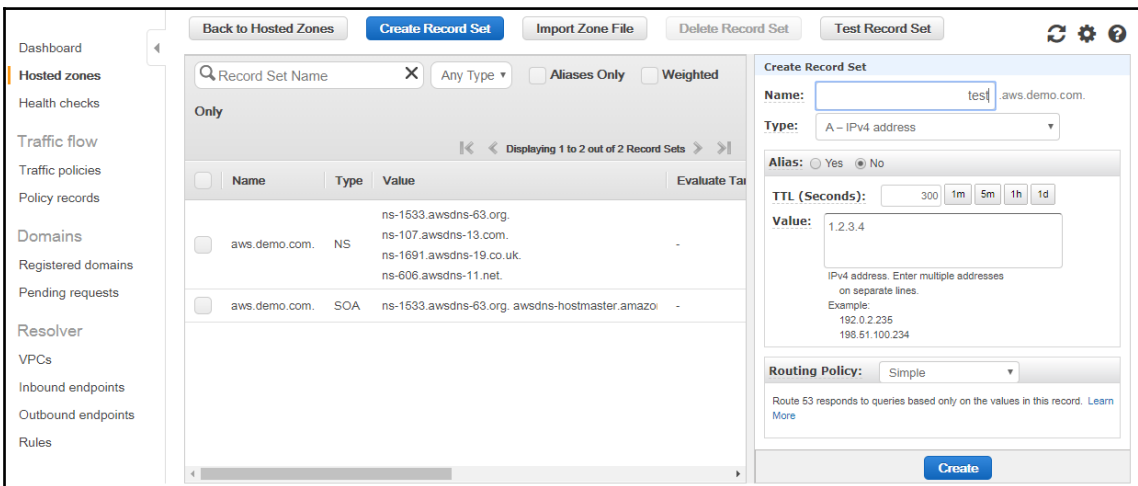 Dashboard
Hosted zones
Health checks
Traffic flow
Traffic policies
Policy records
Domains
Registered domains
Pending requests
Resolver
VPCs
Inbound endpoints
Outbound endpoints
Rules
Back to Hosted Zones
Create Record Set
Import Zone File
Delete Record Set
Test Record Set
Record Set Name
Any Type
Aliases Only
Weighted
Only
Displaying 1 to 2 out of 2 Record Sets
Name Type Value Evaluate Tar
aws.demo.com. NS
ns-1533.awsdns-63.org.
ns-107.awsdns-13.com.
ns-1691.awsdns-19.co.uk.
ns-606.awsdns-11.net.
-
aws.demo.com. SOA ns-1533.awsdns-63.org. awsdns-hostmaster.amazo -
Create Record Set
Name: test .aws.demo.com.
Type: A – IPv4 address
Alias: Yes No
TTL (Seconds): 300 1m 5m 1h 1d
Value: 1.2.3.4
IPv4 address. Enter multiple addresses
on separate lines.
Example:
192.0.2.235
198.51.100.234
Routing Policy: Simple
Route 53 responds to queries based only on the values in this record. Learn
More
Create